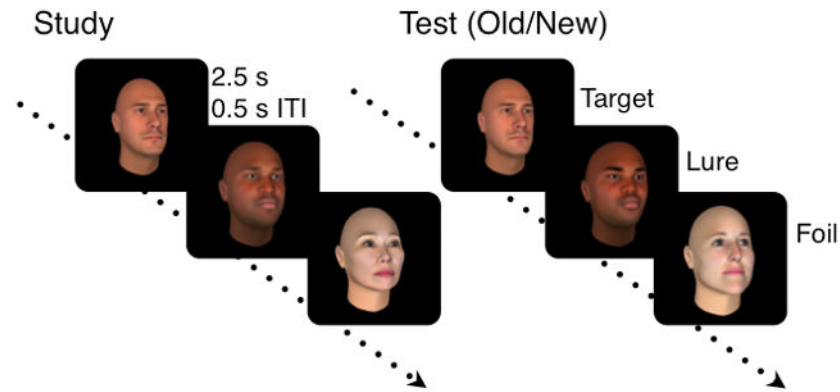 Study
Test (Old/New)
2.5 s
0.5 s ITI
Target
Lure
Foil